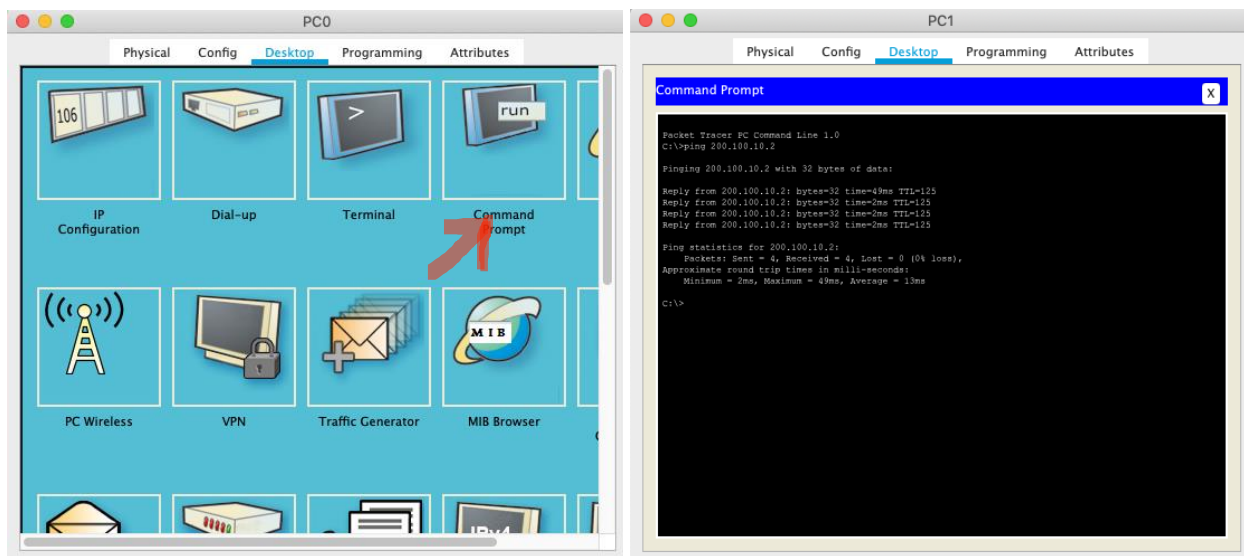 PC0
Physical Config Desktop Programming Attributes
106
>
run
IP
Configuration
Dial-up
Terminal
Command
Prompt
MIB
PC Wireless
VPN
Traffic Generator
MIB Browser
IPv4
PC1
Physical Config Desktop Programming Attributes
Command Prompt
X
Packet Tracer PC Command Line 1.0
C:\>ping 200.100.10.2
Pinging 200.100.10.2 with 32 bytes of data:
Reply from 200.100.10.2: bytes=32 time=49ms TTL=125
Reply from 200.100.10.2: bytes=32 time=2ms TTL=125
Reply from 200.100.10.2: bytes=32 time=2ms TTL=125
Reply from 200.100.10.2: bytes=32 time=2ms TTL=125
Ping statistics for 200.100.10.2:
Packets: Sent = 4, Received = 4, Lost = 0 (0% loss),
Approximate round trip times in milli-seconds:
Minimum = 2ms, Maximum = 49ms, Average = 13ms
C:\>